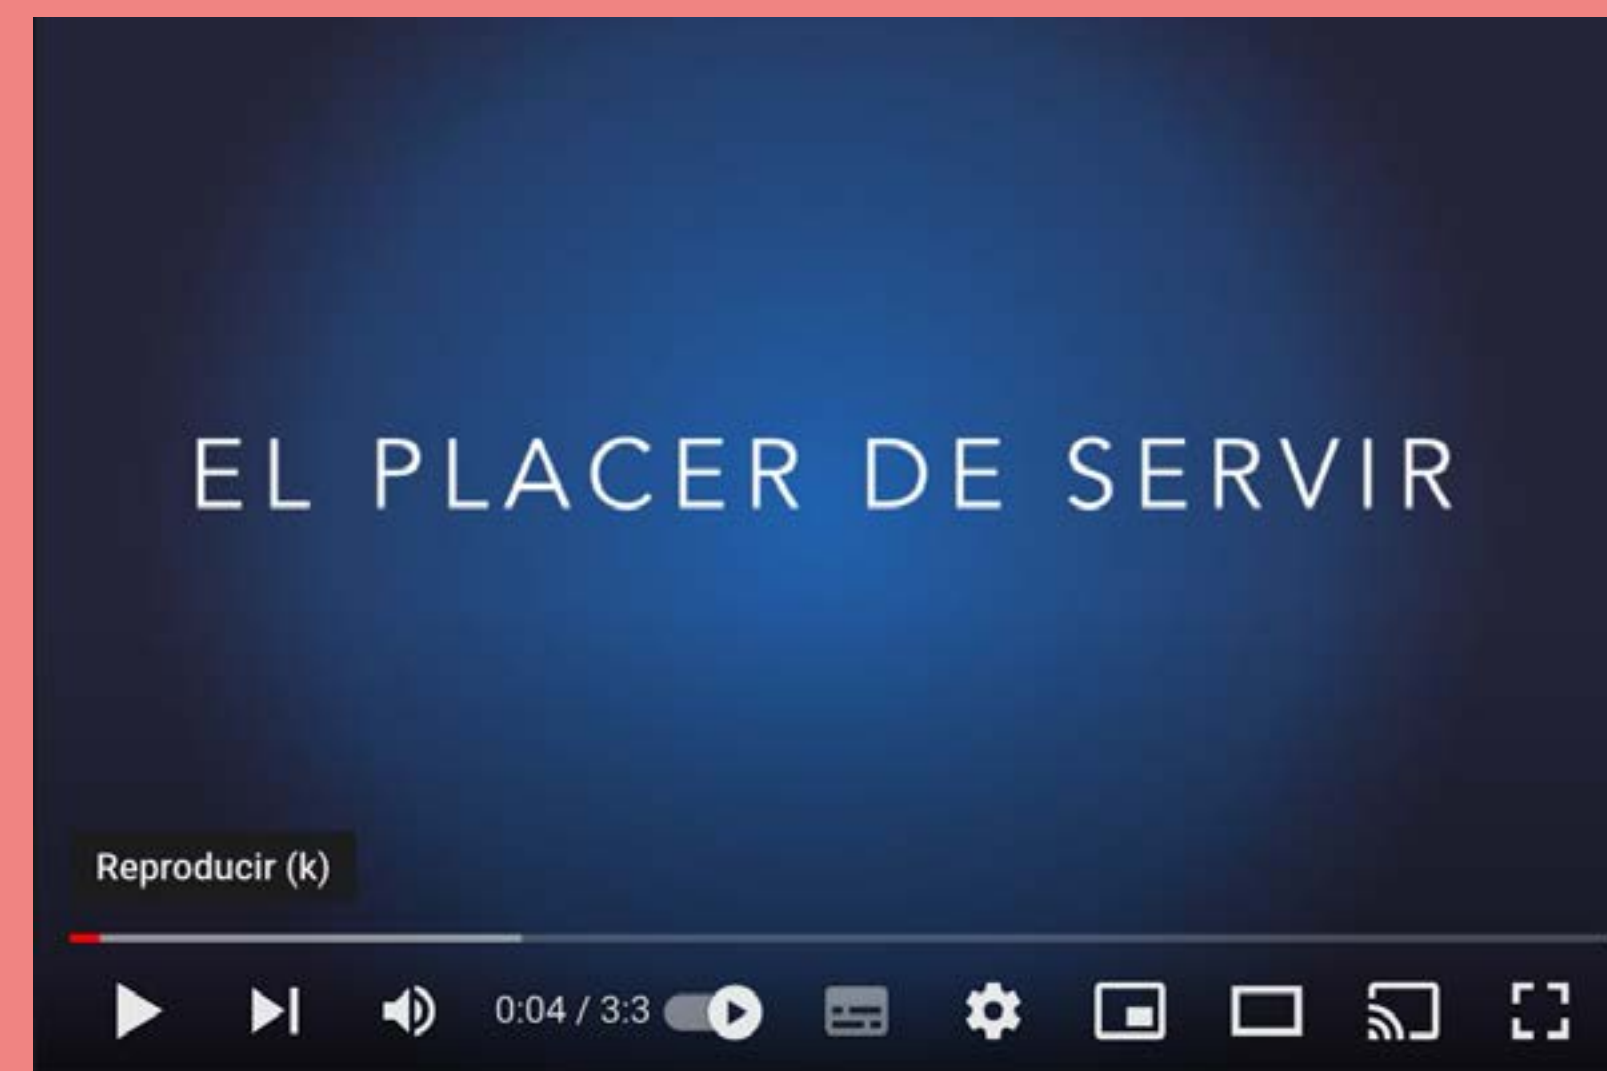 EL PLACER DE SERVIR
Reproducir (k)
0:04 / 3:3